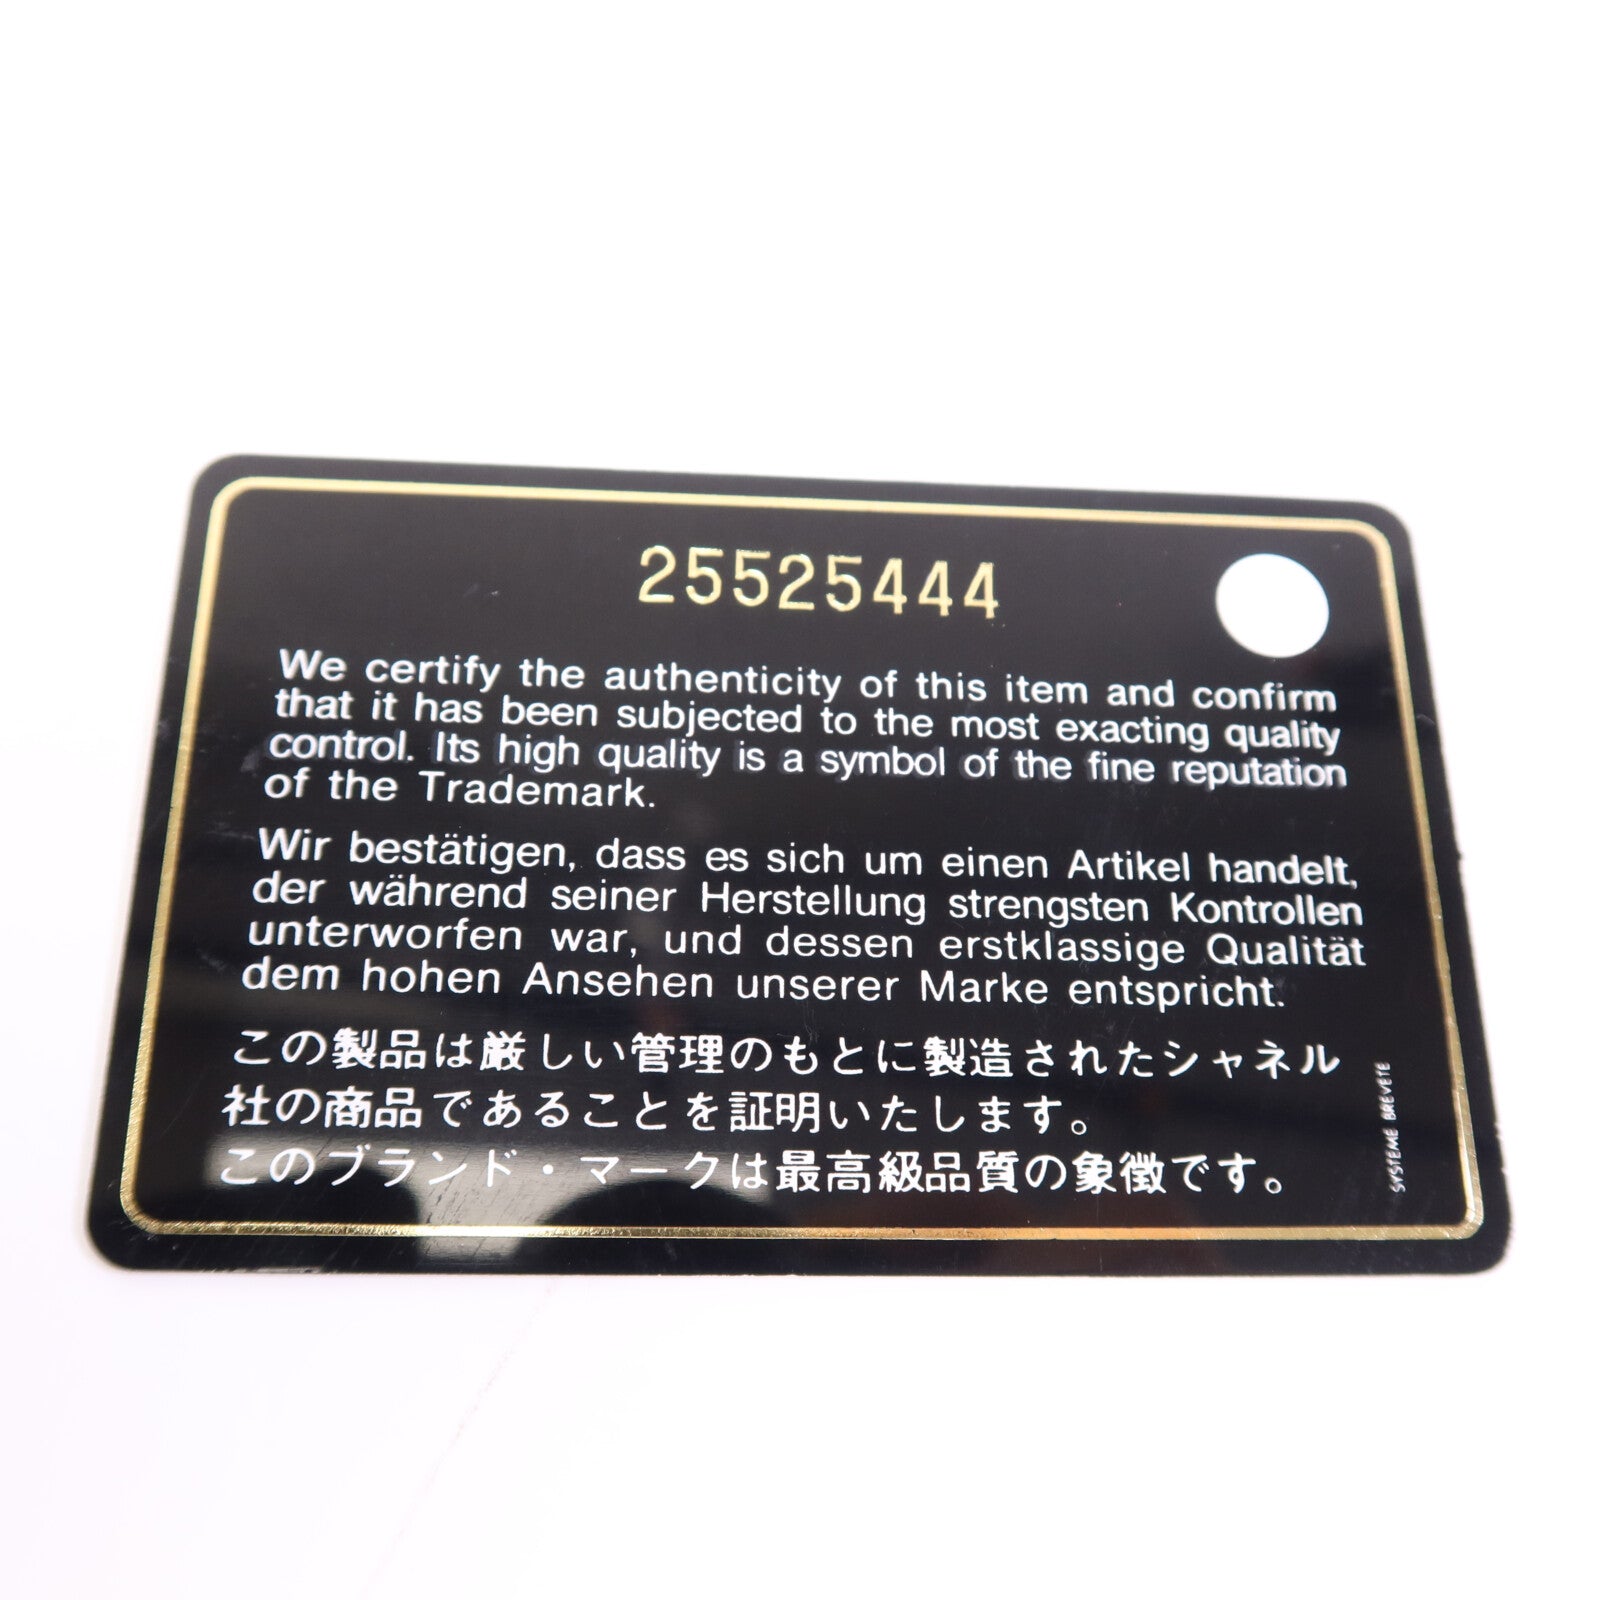 25525444
We certify the authenticity of this item and confirm
that it has been subjected to the most exacting quality
control. Its high quality is a symbol of the fine reputation
of the Trademark.
Wir bestätigen, dass es sich um einen Artikel handelt,
der während seiner Herstellung strengsten Kontrollen
unterworfen war, und dessen erstklassige Qualität
dem hohen Ansehen unserer Marke entspricht.
この製品は厳しい管理のもとに製造されたシャネル
社の商品であることを証明いたします。
このブランド・マークは最高級品質の象徴です。
SYSTEME BREVETE